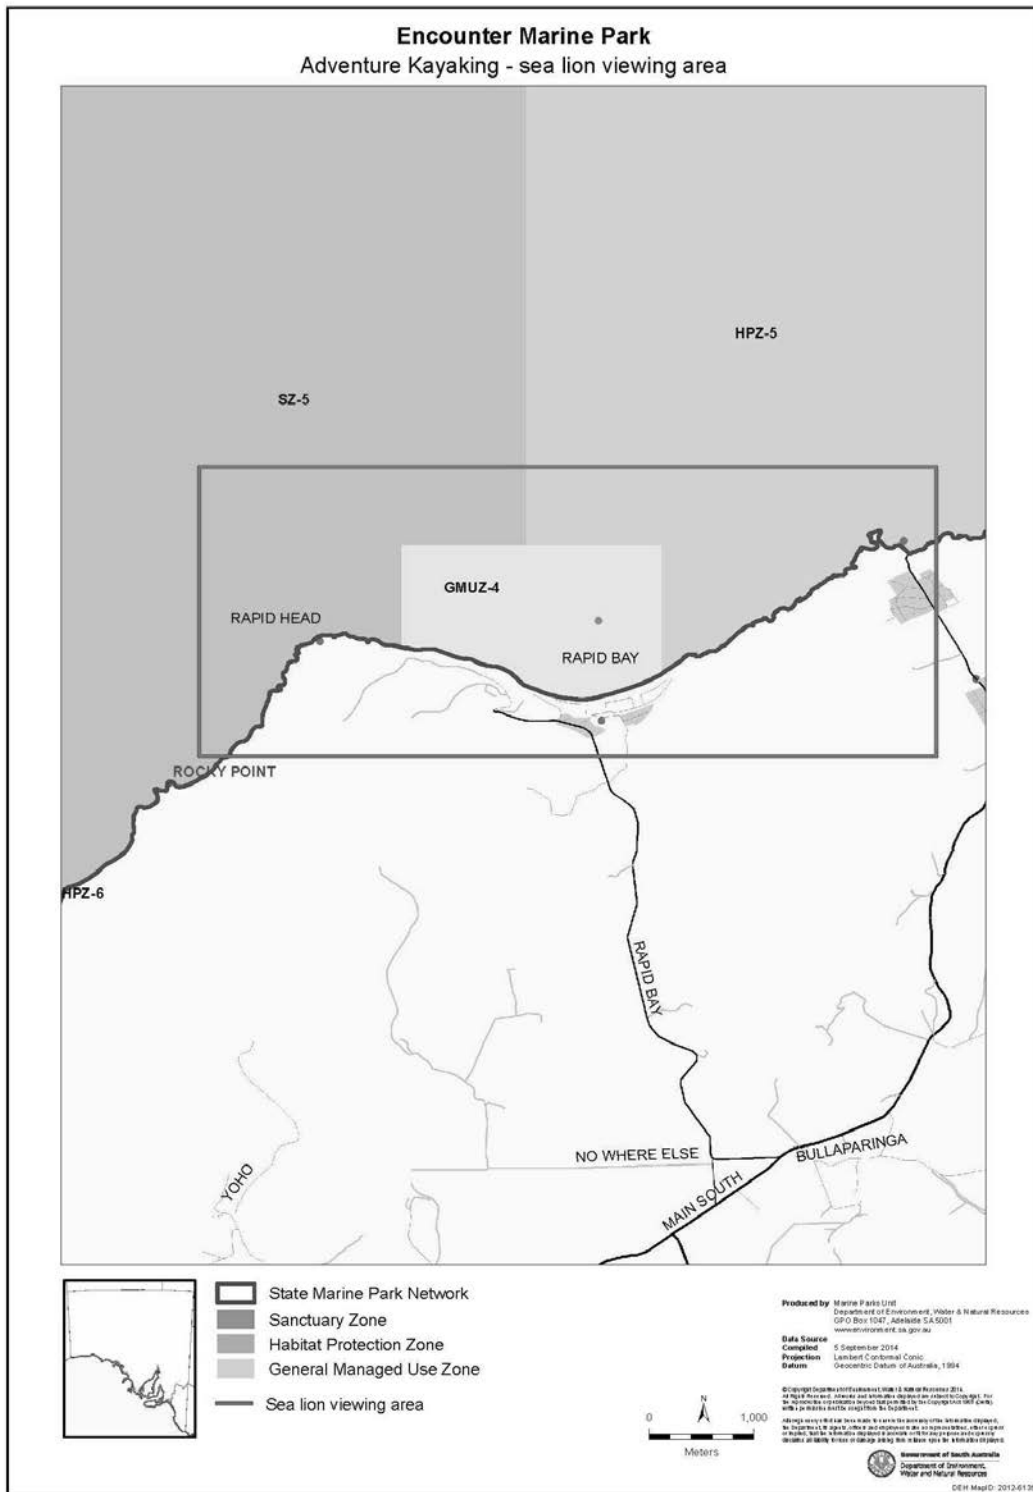 Encounter Marine Park
Adventure Kayaking - sea lion viewing area
HPZ-5
SZ-5
GMUZ-4
RAPID HEAD
RAPID BAY
ROCKY POINT
HPZ-6
RAPID BAY
NO WHERE ELSE
BULLAPARINGA
YOHO
MAIN SOUTH
State Marine Park Network
Sanctuary Zone
Habitat Protection Zone
General Managed Use Zone
Sea lion viewing area
N
0 1,000
Meters
Produced by Marine Parks Unit
Department of Environment, Water & Natural Resources
GPO Box 1047, Adelaide SA 5001
www.environment.sa.gov.au
Data Source
Compiled 5 September 2014
Projection Lambert Conformal Conic
Datum Geocentric Datum of Australia, 1994
Government of South Australia
Department of Environment,
Water and Natural Resources
DEH MapID: 2012-